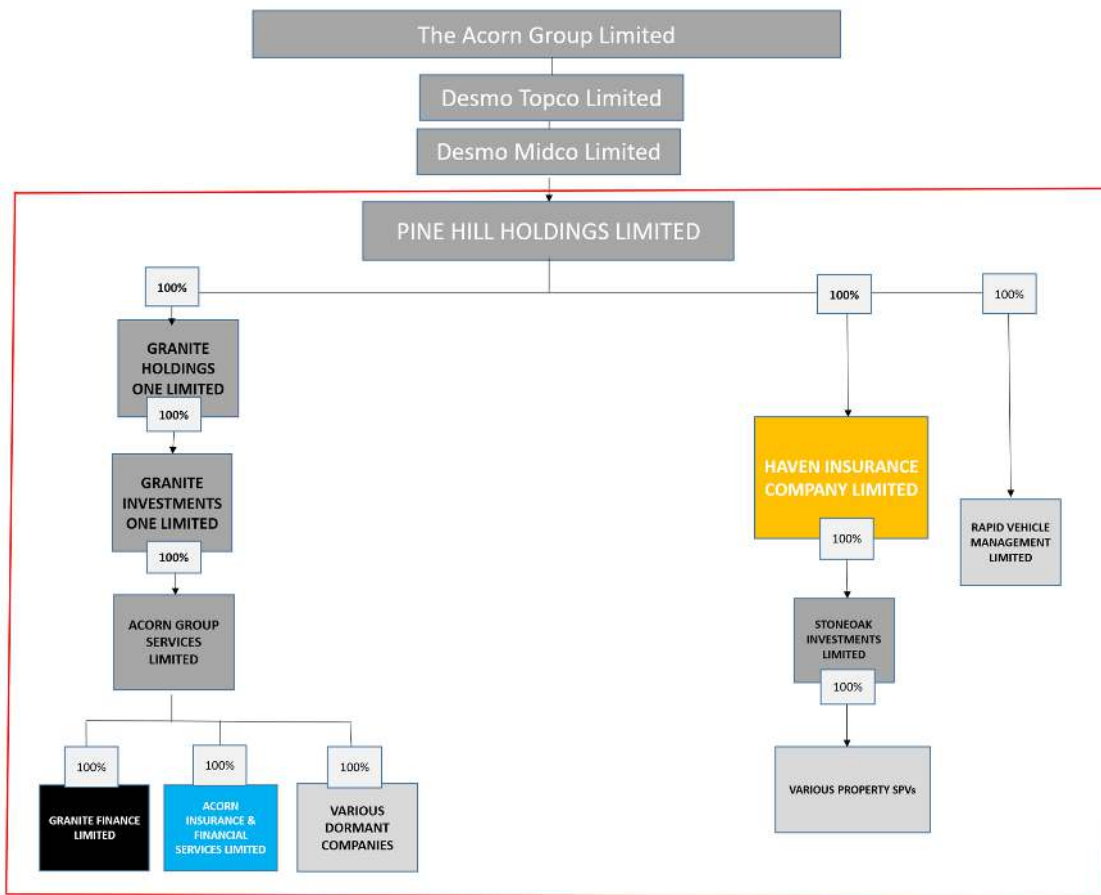 The Acorn Group Limited
Desmo Topco Limited
Desmo Midco Limited
PINE HILL HOLDINGS LIMITED
100%
100%
100%
GRANITE
HOLDINGS
ONE LIMITED
100%
GRANITE
INVESTMENTS
ONE LIMITED
100%
ACORN GROUP
SERVICES
LIMITED
100%
100%
100%
GRANITE FINANCE
LIMITED
ACORN
INSURANCE &
FINANCIAL
SERVICES LIMITED
VARIOUS
DORMANT
COMPANIES
HAVEN INSURANCE
COMPANY LIMITED
100%
STONEOAK
INVESTMENTS
LIMITED
100%
VARIOUS PROPERTY SPVs
RAPID VEHICLE
MANAGEMENT
LIMITED